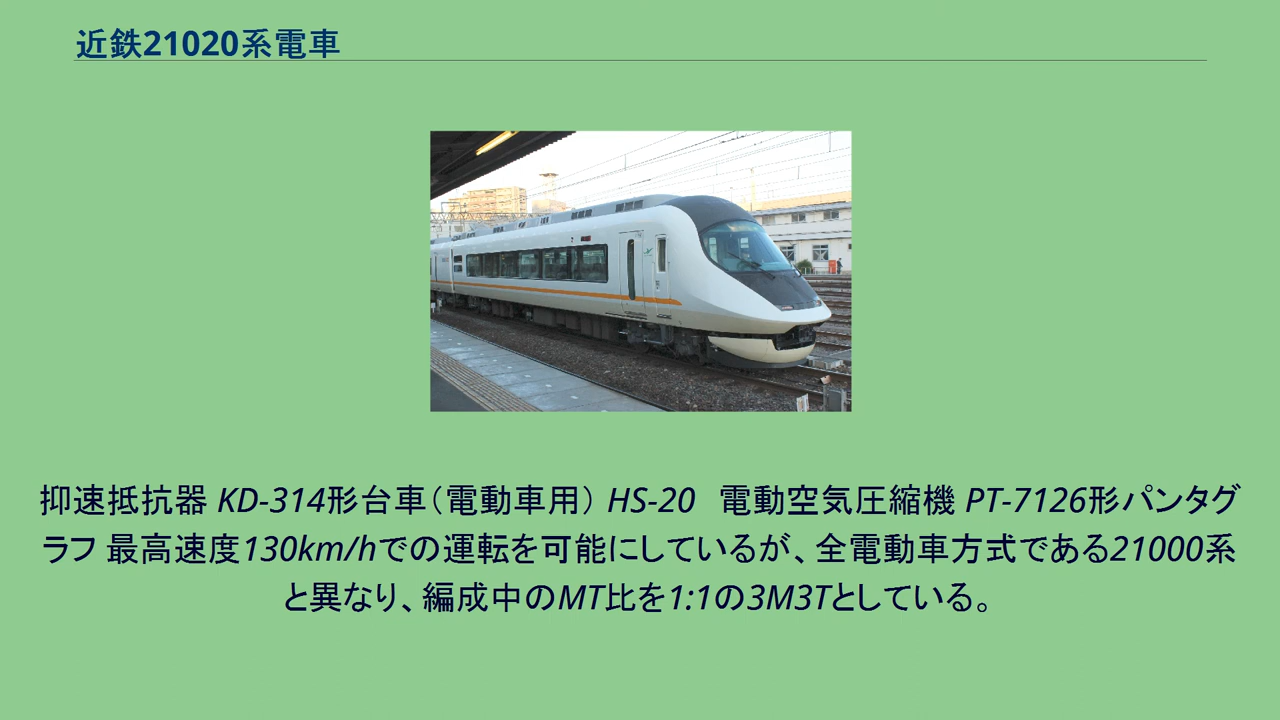 近鉄21020系電車
抑速抵抗器 KD-314形台車（電動車用） HS-20　電動空気圧縮機 PT-7126形パンタグ
ラフ 最高速度130km/hでの運転を可能にしているが、全電動車方式である21000系
と異なり、編成中のMT比を1:1の3M3Tとしている。